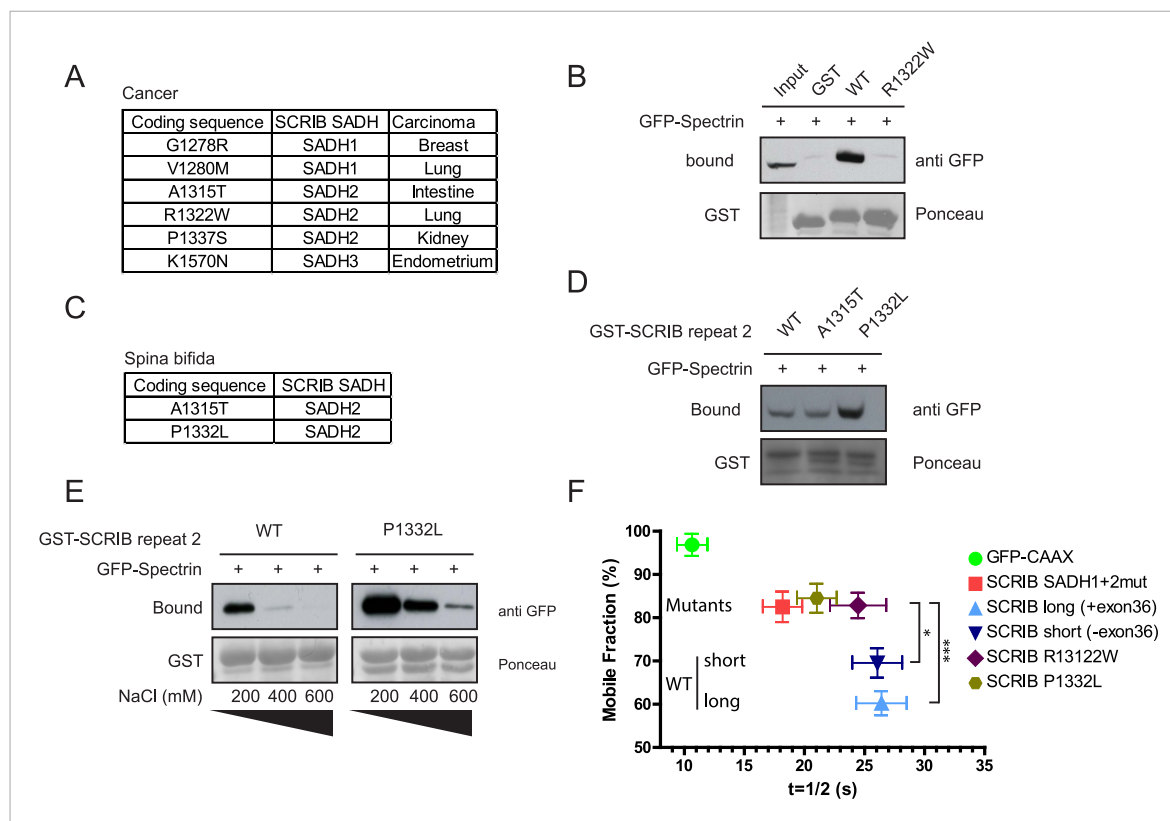 A
Cancer
Coding sequence SCRIB SADH Carcinoma
G1278R SADH1 Breast
V1280M SADH1 Lung
A1315T SADH2 Intestine
R1322W SADH2 Lung
P1337S SADH2 Kidney
K1570N SADH3 Endometrium
B
Input GST WT R1322W
GFP-Spectrin + + + +
bound anti GFP
GST Ponceau
C
Spina bifida
Coding sequence SCRIB SADH
A1315T SADH2
P1332L SADH2
D
GST-SCRIB repeat 2 WT A1315T P1332L
GFP-Spectrin + + +
Bound anti GFP
GST Ponceau
E
GST-SCRIB repeat 2 WT P1332L
GFP-Spectrin + + + + + +
Bound anti GFP
GST Ponceau
NaCl (mM) 200 400 600 200 400 600
F
Mobile Fraction (%)
100
90
80
70
60
50
10 15 20 25 30 35
t=1/2 (s)
Mutants
WT
short
long
*
***
GFP-CAAX
SCRIB SADH1+2mut
SCRIB long (+exon36)
SCRIB short (-exon36)
SCRIB R13122W
SCRIB P1332L